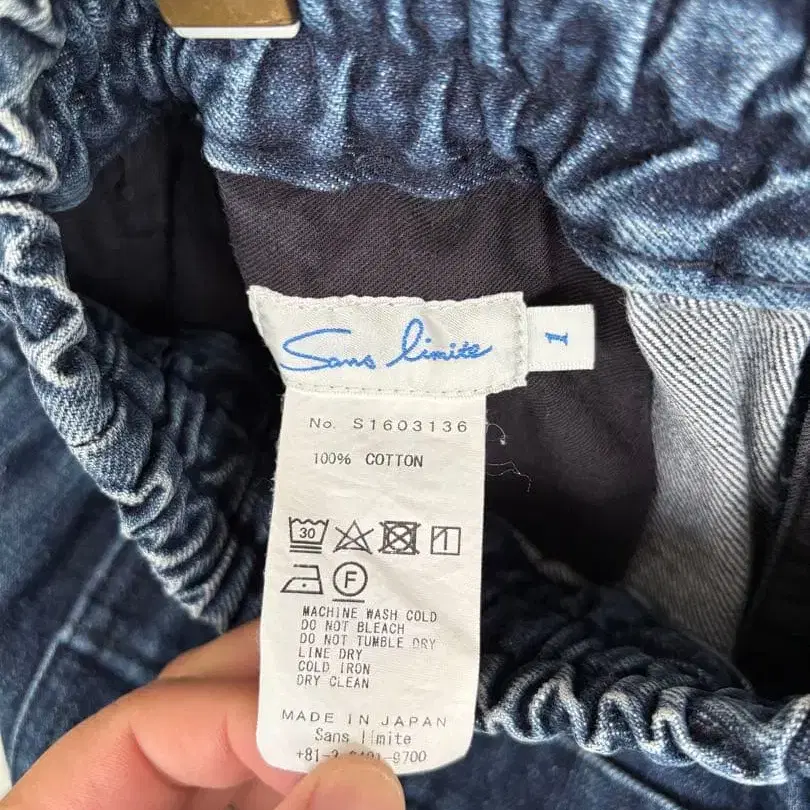 Sans limite
1
No. S1603136
100% COTTON
30
1
F
MACHINE WASH COLD
DO NOT BLEACH
DO NOT TUMBLE DRY
LINE DRY
COLD IRON
DRY CLEAN
MADE IN JAPAN
Sans limite